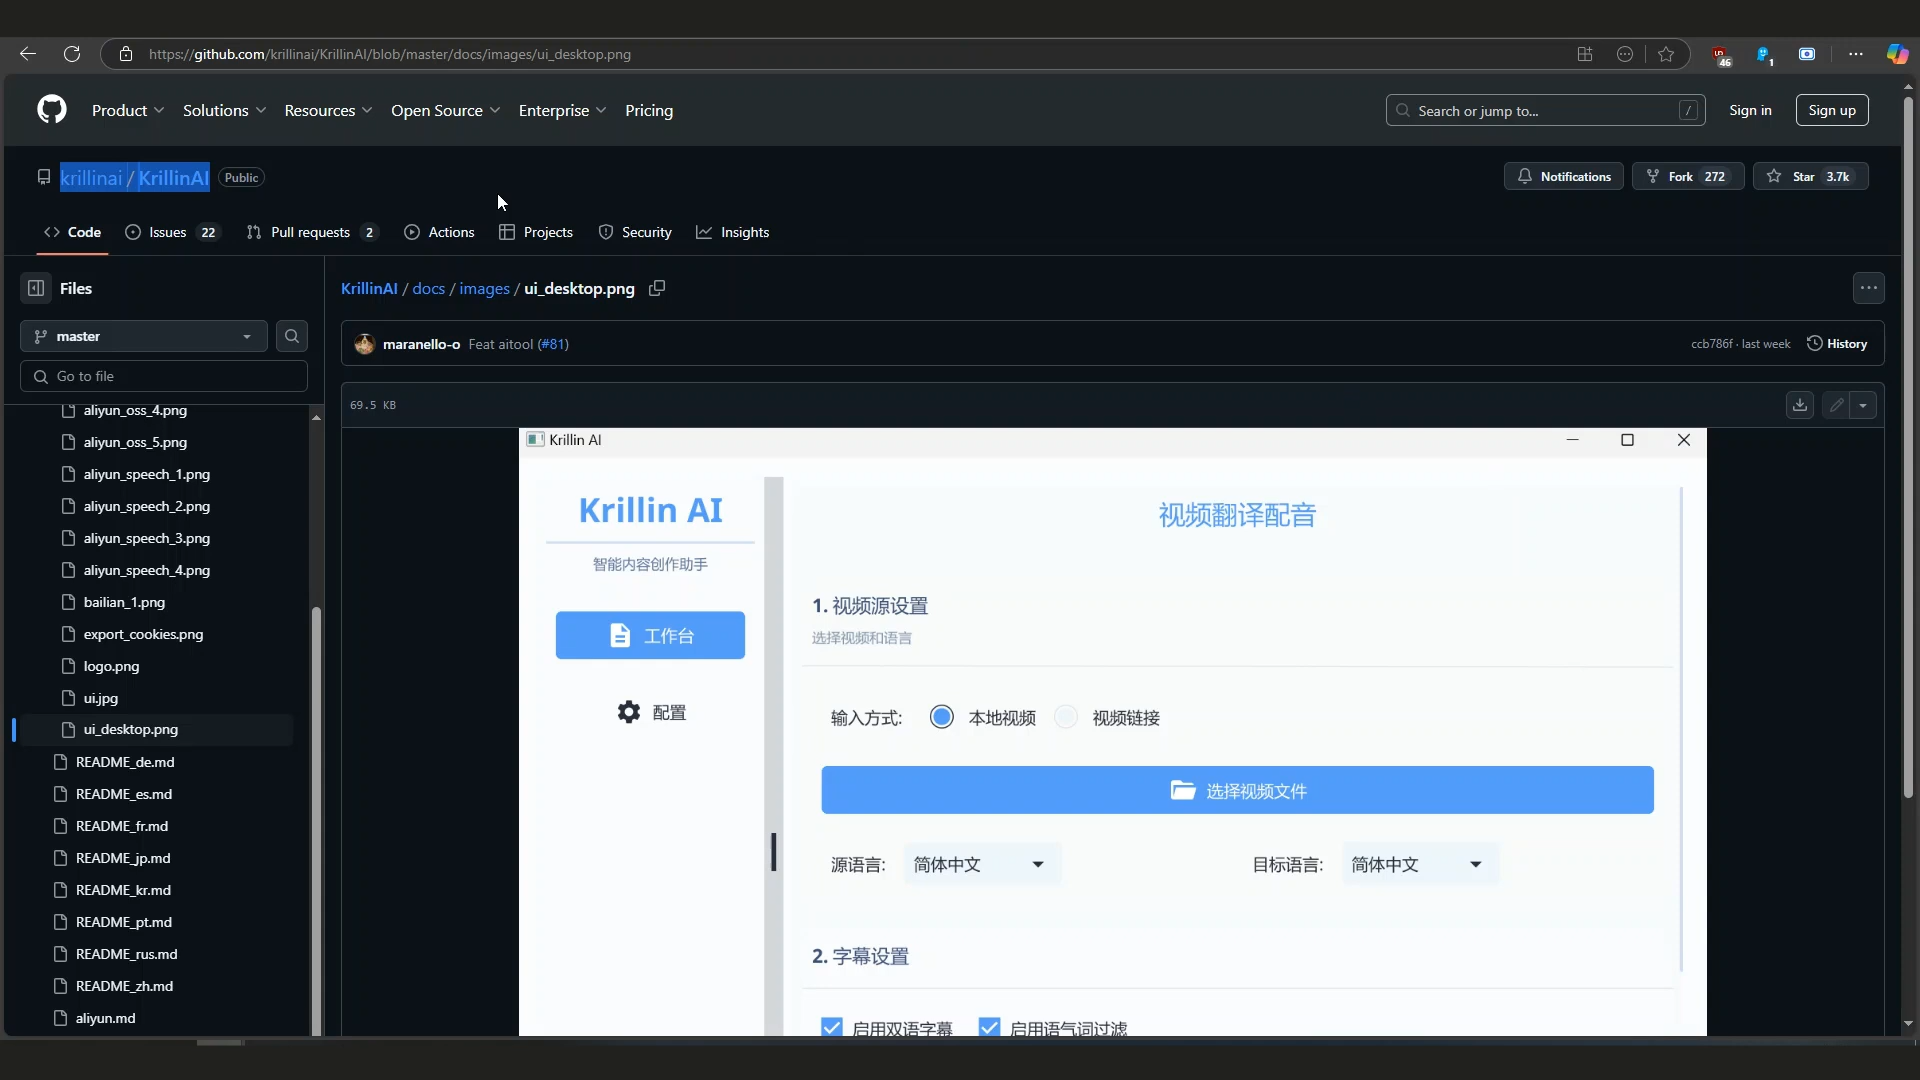 https://github.com/krillinai/KrillinAI/blob/master/docs/images/ui_desktop.png
46
1
Product
Solutions
Resources
Open Source
Enterprise
Pricing
Search or jump to...
/
Sign in
Sign up
krillinai / KrillinAI
Public
Notifications
Fork 272
Star 3.7k
Code
Issues 22
Pull requests 2
Actions
Projects
Security
Insights
Files
master
Go to file
aliyun_oss_4.png
aliyun_oss_5.png
aliyun_speech_1.png
aliyun_speech_2.png
aliyun_speech_3.png
aliyun_speech_4.png
bailian_1.png
export_cookies.png
logo.png
ui.jpg
ui_desktop.png
README_de.md
README_es.md
README_fr.md
README_jp.md
README_kr.md
README_pt.md
README_rus.md
README_zh.md
aliyun.md
KrillinAI / docs / images / ui_desktop.png
maranello-o Feat aitool (#81)
ccb786f · last week
History
69.5 KB
Krillin AI
Krillin AI
智能内容创作助手
工作台
配置
视频翻译配音
1. 视频源设置
选择视频和语言
输入方式:
本地视频
视频链接
选择视频文件
源语言:
简体中文
目标语言:
简体中文
2. 字幕设置
启用双语字幕
启用语气词过滤